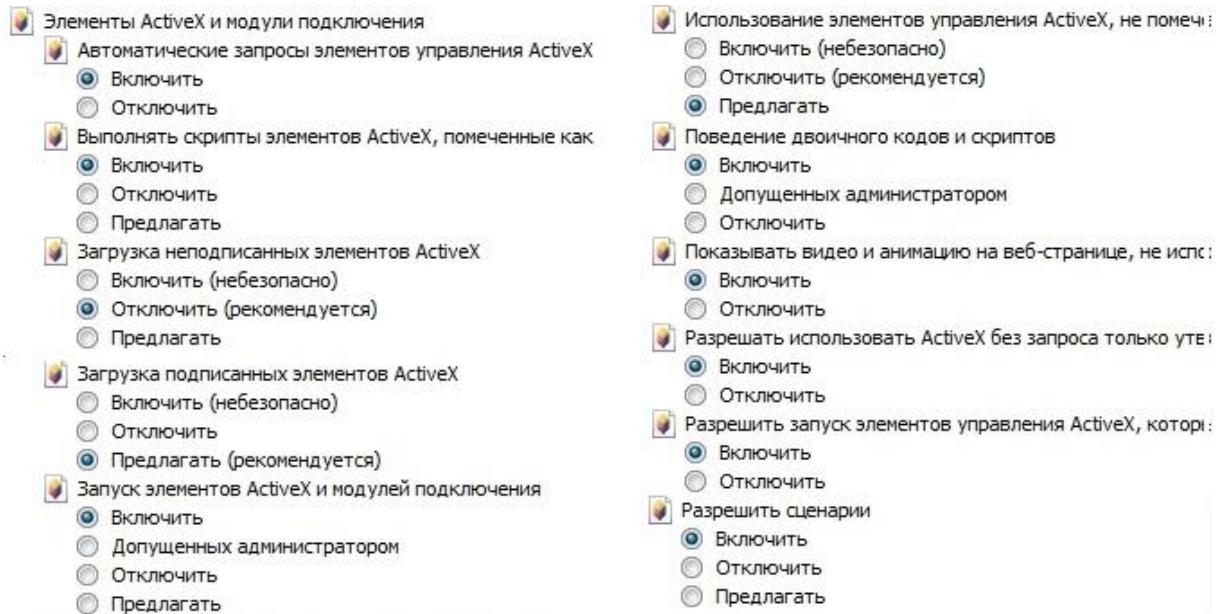 Элементы ActiveX и модули подключения
Автоматические запросы элементов управления ActiveX
Включить
Отключить
Выполнять скрипты элементов ActiveX, помеченные как
Включить
Отключить
Предлагать
Загрузка неподписанных элементов ActiveX
Включить (небезопасно)
Отключить (рекомендуется)
Предлагать
Загрузка подписанных элементов ActiveX
Включить (небезопасно)
Отключить
Предлагать (рекомендуется)
Запуск элементов ActiveX и модулей подключения
Включить
Допущенных администратором
Отключить
Предлагать
Использование элементов управления ActiveX, не
Включить (небезопасно)
Отключить (рекомендуется)
Предлагать
Поведение двоичного кодов и скриптов
Включить
Допущенных администратором
Отключить
Показывать видео и анимацию на веб-странице, не
Включить
Отключить
Разрешать использовать ActiveX без запроса только
Включить
Отключить
Разрешить запуск элементов управления ActiveX,
Включить
Отключить
Разрешить сценарии
Включить
Отключить
Предлагать